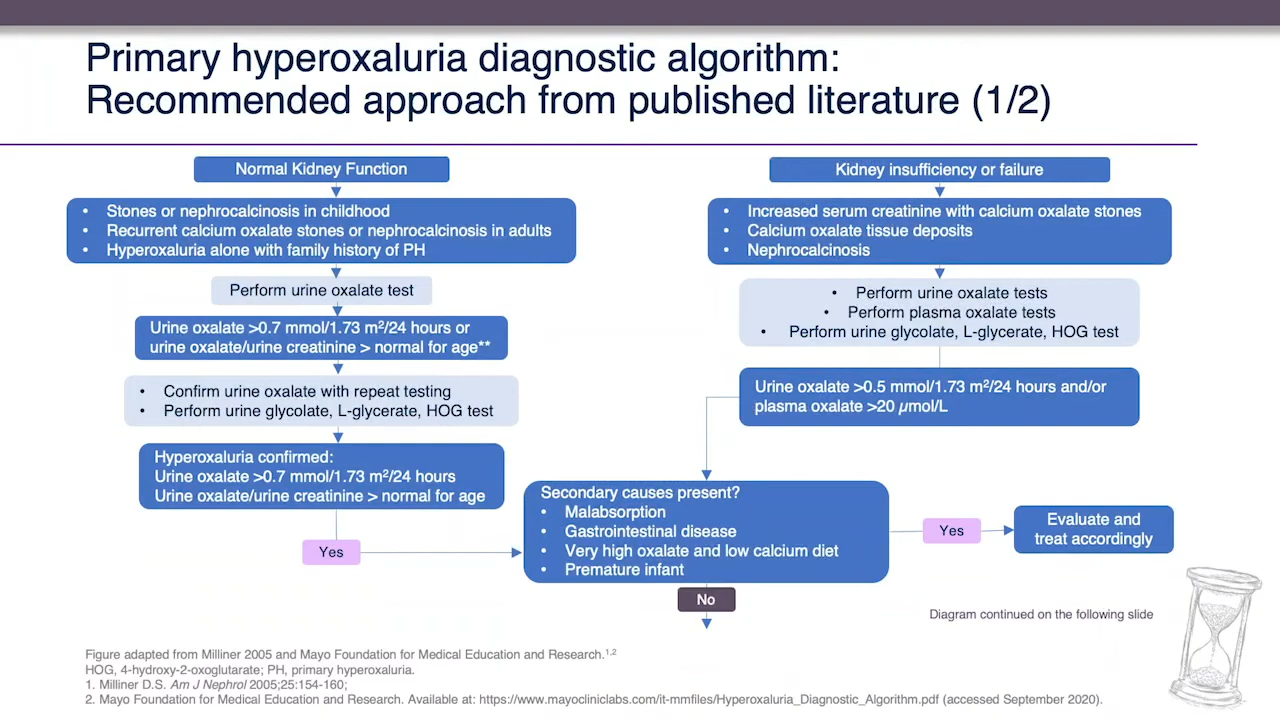 Primary hyperoxaluria diagnostic algorithm:
Recommended approach from published literature (1/2)
Normal Kidney Function
• Stones or nephrocalcinosis in childhood
• Recurrent calcium oxalate stones or nephrocalcinosis in adults
• Hyperoxaluria alone with family history of PH
Perform urine oxalate test
Urine oxalate >0.7 mmol/1.73 m²/24 hours or
urine oxalate/urine creatinine > normal for age**
• Confirm urine oxalate with repeat testing
• Perform urine glycolate, L-glycerate, HOG test
Hyperoxaluria confirmed:
Urine oxalate >0.7 mmol/1.73 m²/24 hours
Urine oxalate/urine creatinine > normal for age
Yes
Kidney insufficiency or failure
• Increased serum creatinine with calcium oxalate stones
• Calcium oxalate tissue deposits
• Nephrocalcinosis
• Perform urine oxalate tests
• Perform plasma oxalate tests
• Perform urine glycolate, L-glycerate, HOG test
Urine oxalate >0.5 mmol/1.73 m²/24 hours and/or
plasma oxalate >20 µmol/L
Secondary causes present?
• Malabsorption
• Gastrointestinal disease
• Very high oxalate and low calcium diet
• Premature infant
Yes
Evaluate and
treat accordingly
No
Diagram continued on the following slide
Figure adapted from Milliner 2005 and Mayo Foundation for Medical Education and Research.¹,²
HOG, 4-hydroxy-2-oxoglutarate; PH, primary hyperoxaluria.
1. Milliner D.S. Am J Nephrol 2005;25:154-160;
2. Mayo Foundation for Medical Education and Research. Available at: https://www.mayocliniclabs.com/it-mmfiles/Hyperoxaluria_Diagnostic_Algorithm.pdf (accessed September 2020).